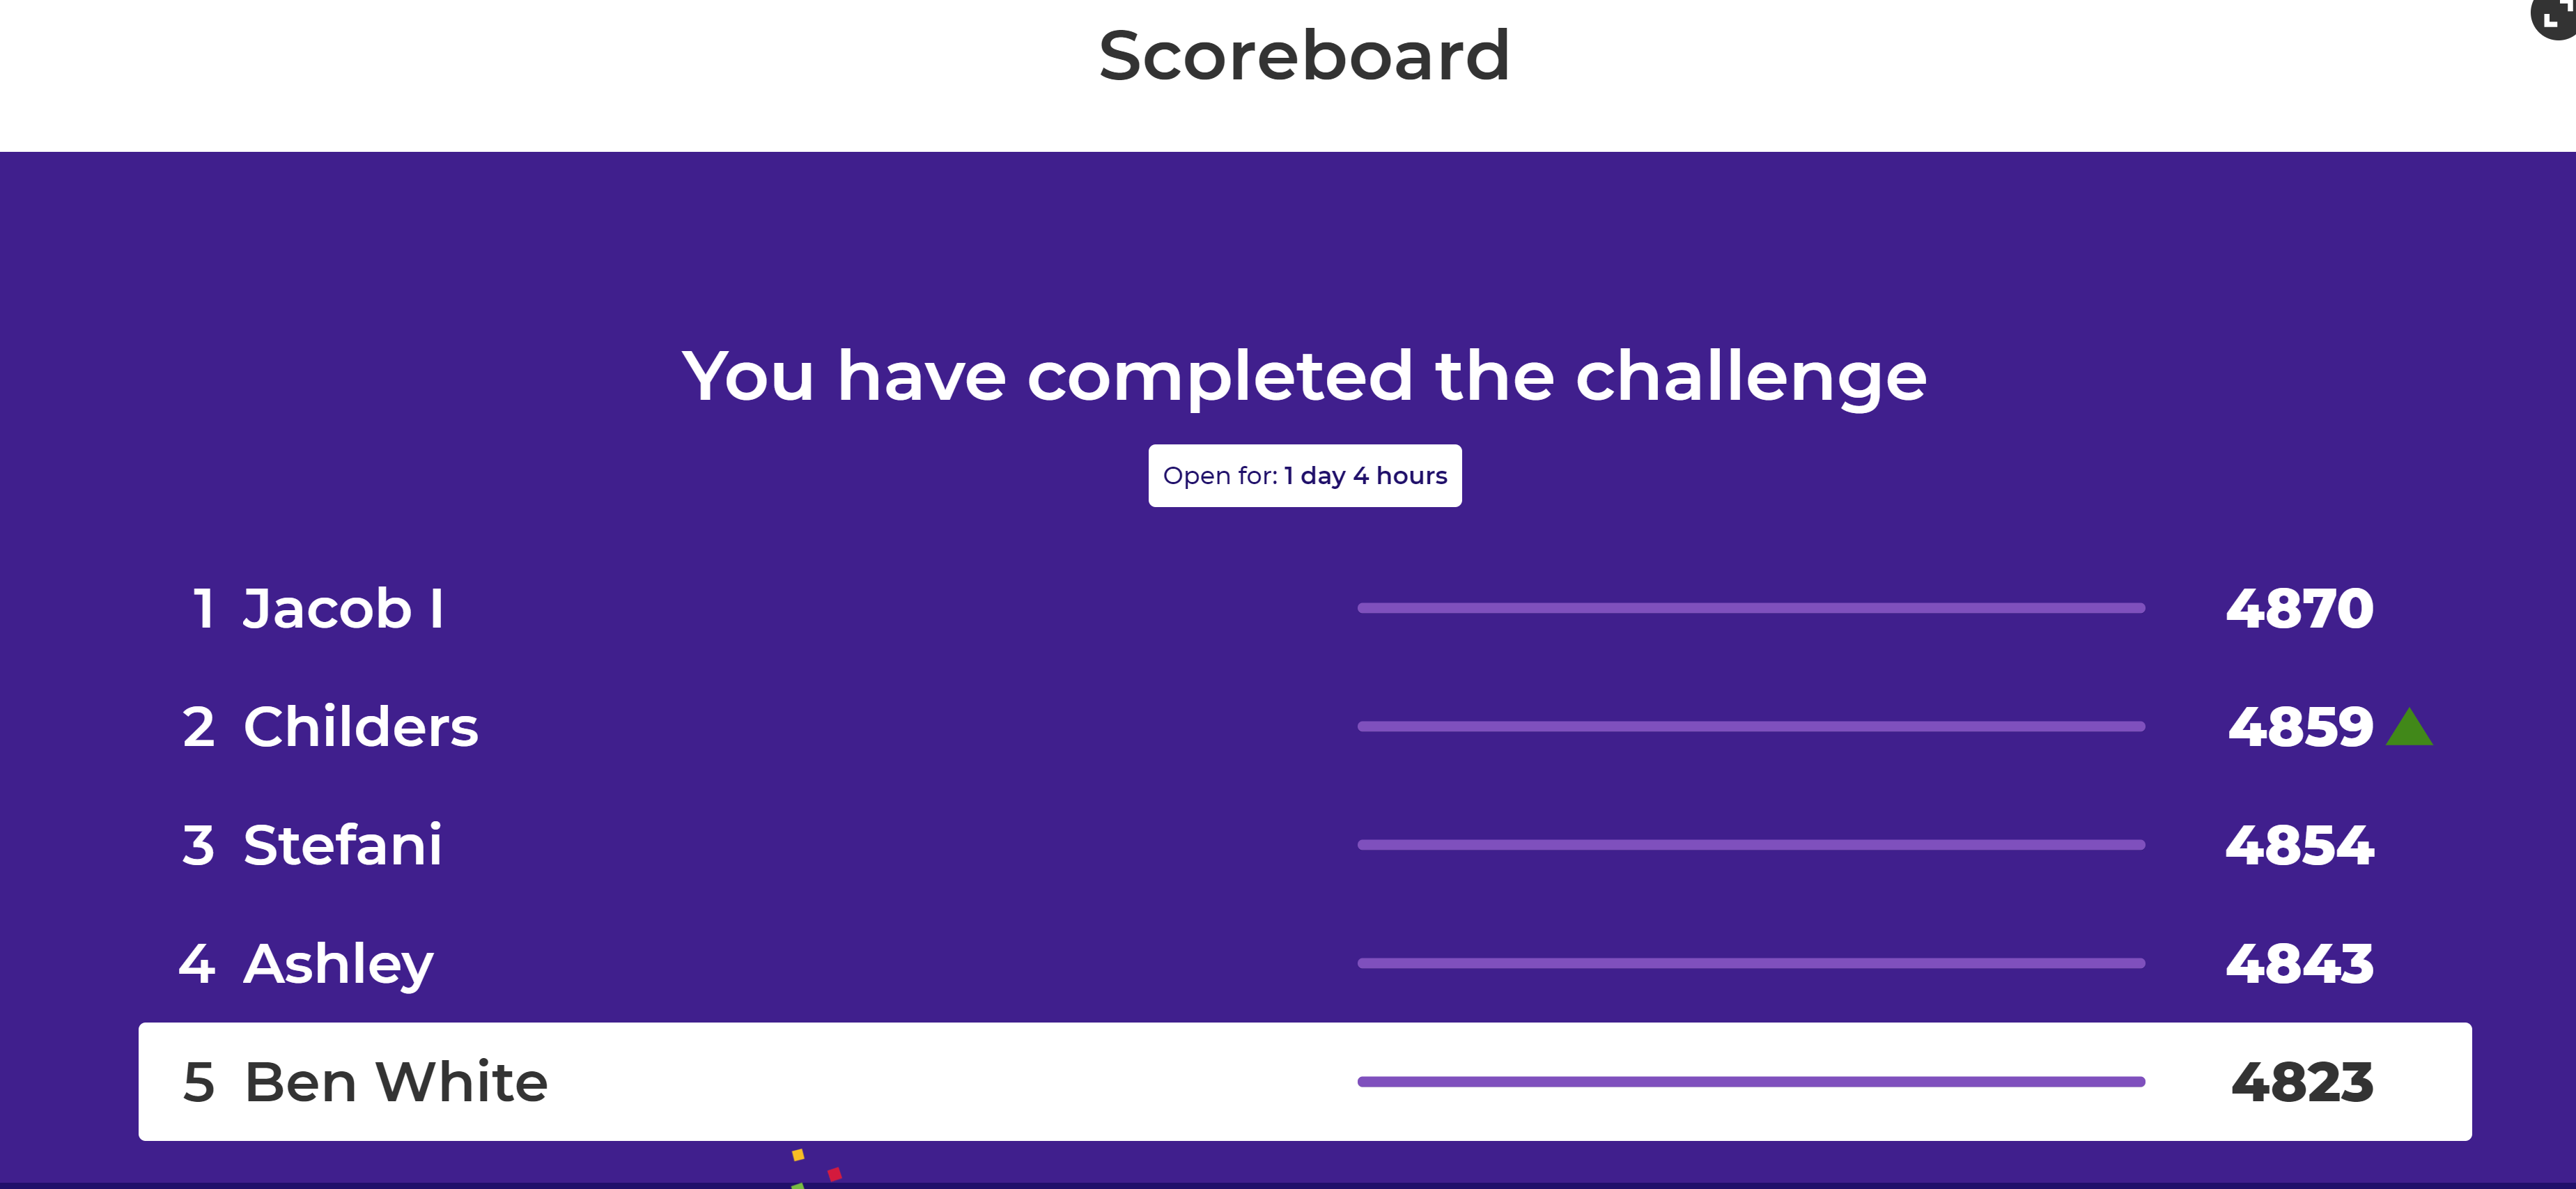 Scoreboard
You have completed the challenge
Open for: 1 day 4 hours
1 Jacob I 4870
2 Childers 4859
3 Stefani 4854
4 Ashley 4843
5 Ben White 4823